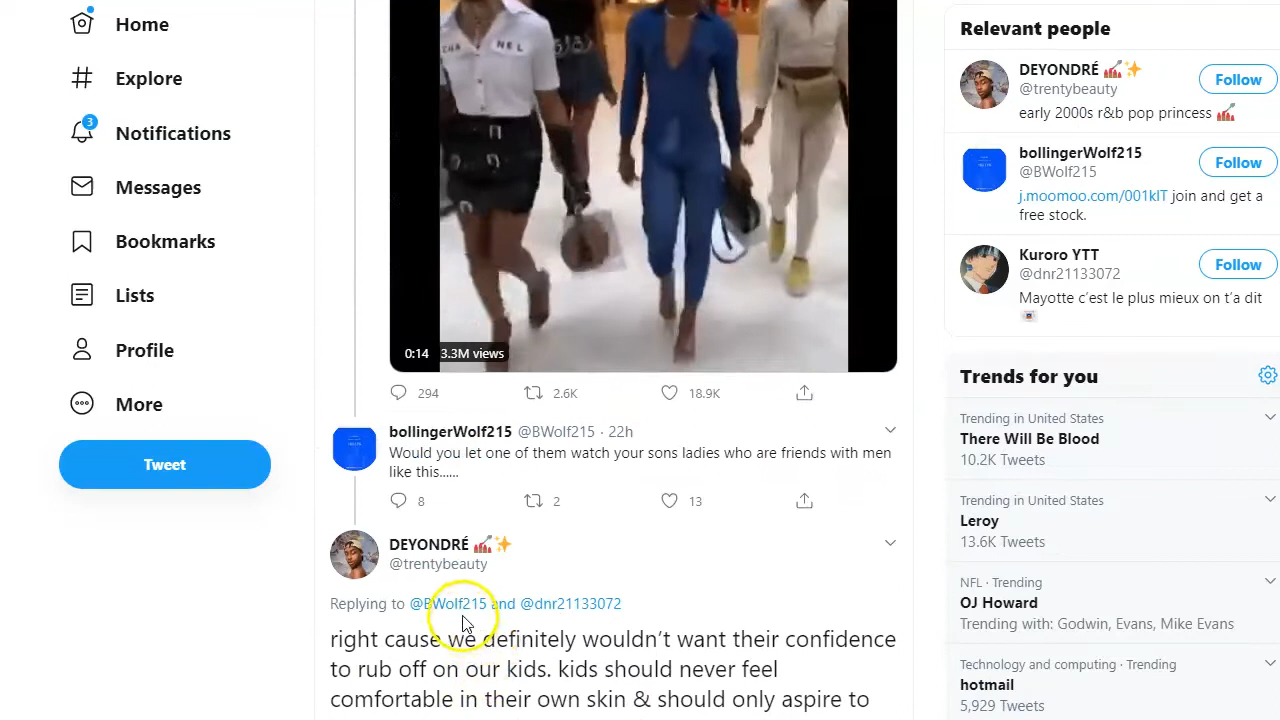 Home
Explore
3
Notifications
Messages
Bookmarks
Lists
Profile
More
Tweet
NEL
0:14 3.3M views
294 2.6K 18.9K
bollingerWolf215 @BWolf215 · 22h
Would you let one of them watch your sons ladies who are friends with men
like this......
8 2 13
DEYONDRÉ
@trentybeauty
Replying to @BWolf215 and @dnr21133072
right cause we definitely wouldn't want their confidence
to rub off on our kids. kids should never feel
comfortable in their own skin & should only aspire to
Relevant people
DEYONDRÉ
@trentybeauty
Follow
early 2000s r&b pop princess
bollingerWolf215
@BWolf215
Follow
j.moomoo.com/001kIT join and get a
free stock.
Kuroro YTT
@dnr21133072
Follow
Mayotte c'est le plus mieux on t'a dit
Trends for you
Trending in United States
There Will Be Blood
10.2K Tweets
Trending in United States
Leroy
13.6K Tweets
NFL · Trending
OJ Howard
Trending with: Godwin, Evans, Mike Evans
Technology and computing · Trending
hotmail
5,929 Tweets